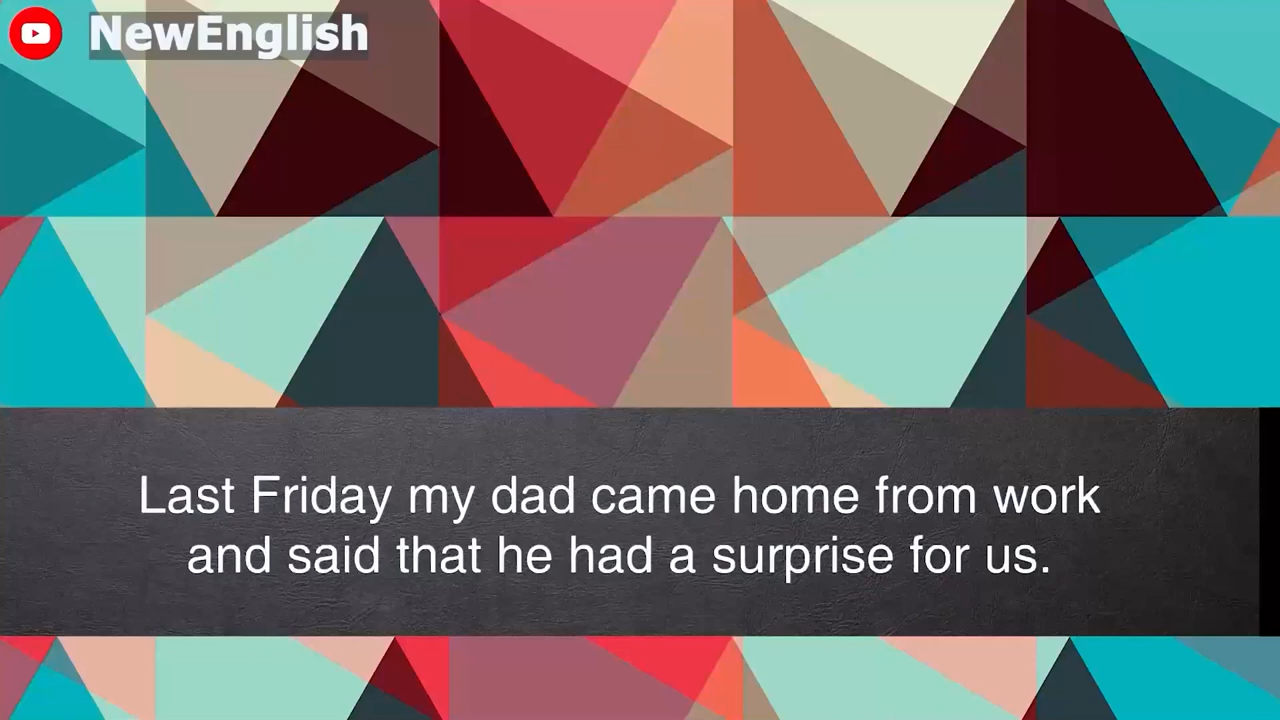 NewEnglish
Last Friday my dad came home from work
and said that he had a surprise for us.